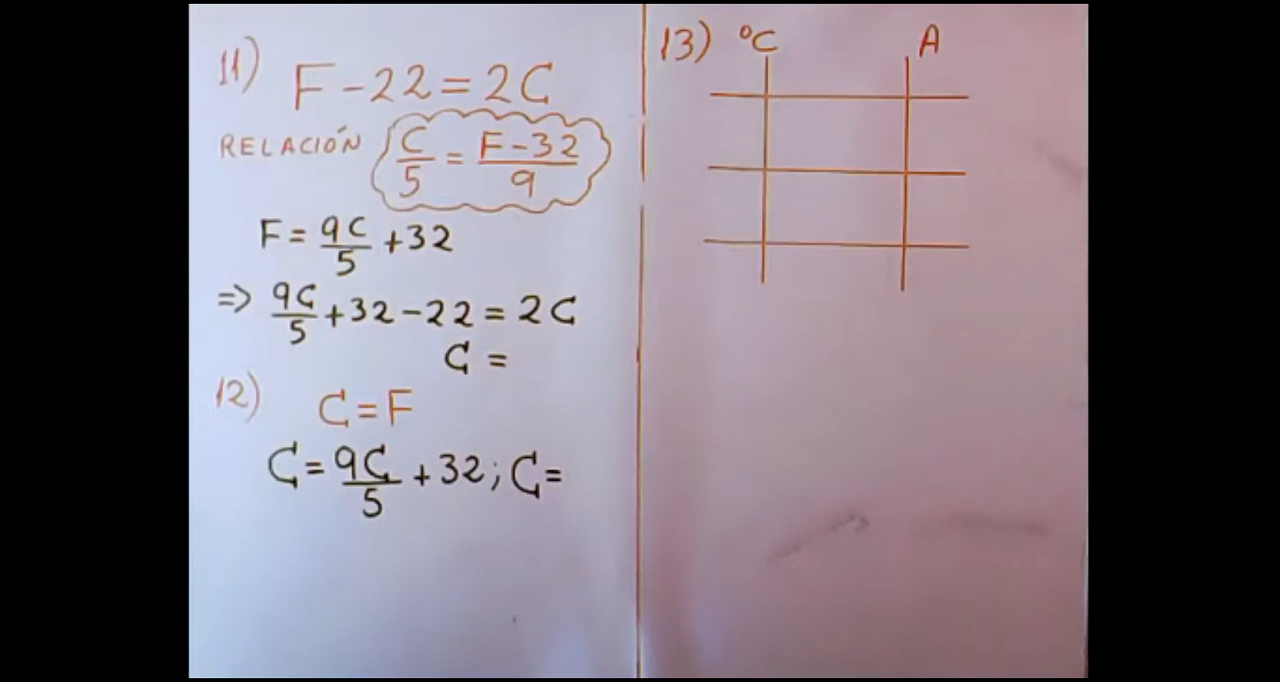 11) F-22=2C
RELACIÓN C/5 = (F-32)/9
F = 9C/5 +32
=> 9C/5 +32-22 = 2C
C =
12) C=F
C = 9C/5 + 32; C=
13) °C A